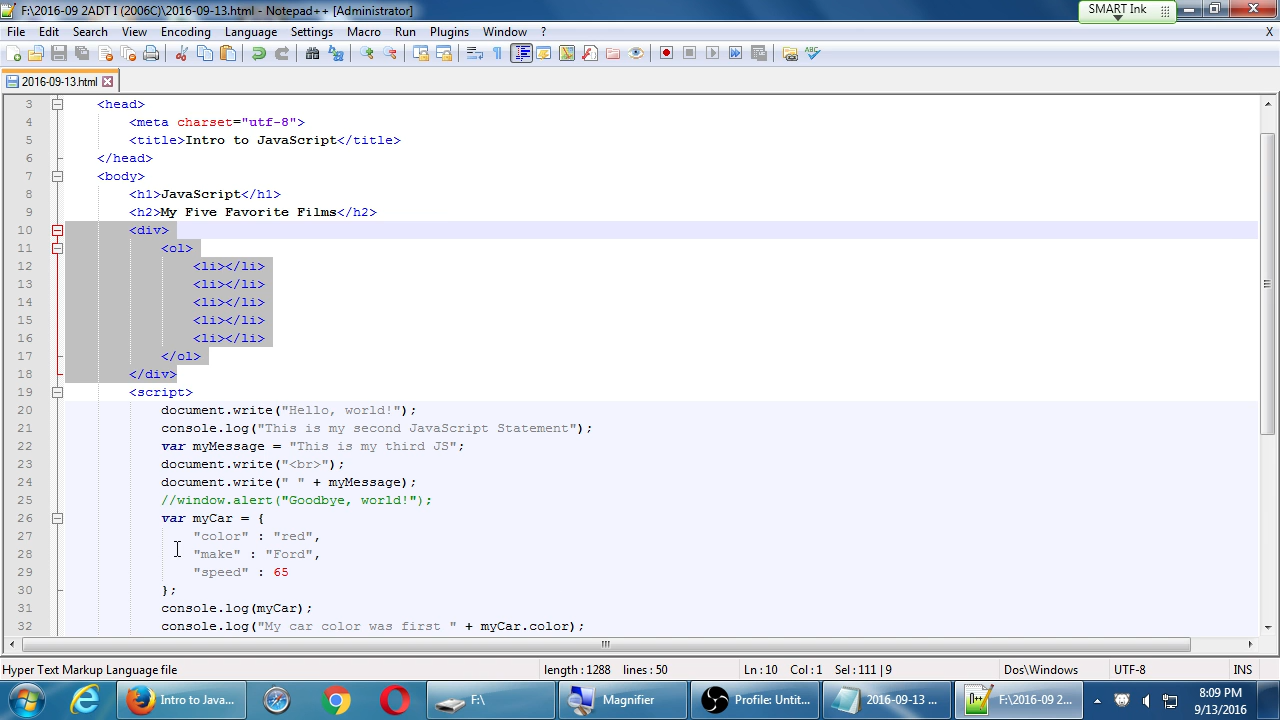 F:\2016-09 2ADT I (2006C)\2016-09-13.html - Notepad++ [Administrator]
SMART Ink
File Edit Search View Encoding Language Settings Macro Run Plugins Window ? X
2016-09-13.html
3 <head>
4 <meta charset="utf-8">
5 <title>Intro to JavaScript</title>
6 </head>
7 <body>
8 <h1>JavaScript</h1>
9 <h2>My Five Favorite Films</h2>
10 <div>
11 <ol>
12 <li></li>
13 <li></li>
14 <li></li>
15 <li></li>
16 <li></li>
17 </ol>
18 </div>
19 <script>
20 document.write("Hello, world!");
21 console.log("This is my second JavaScript Statement");
22 var myMessage = "This is my third JS";
23 document.write("<br>");
24 document.write(" " + myMessage);
25 //window.alert("Goodbye, world!");
26 var myCar = {
27 "color" : "red",
28 "make" : "Ford",
29 "speed" : 65
30 };
31 console.log(myCar);
32 console.log("My car color was first " + myCar.color);
Hyper Text Markup Language file length : 1288 lines : 50 Ln : 10 Col : 1 Sel : 111 | 9 Dos\Windows UTF-8 INS
Intro to Java... F:\ Magnifier Profile: Untit... 2016-09-13 ... F:\2016-09 2... 8:09 PM
9/13/2016